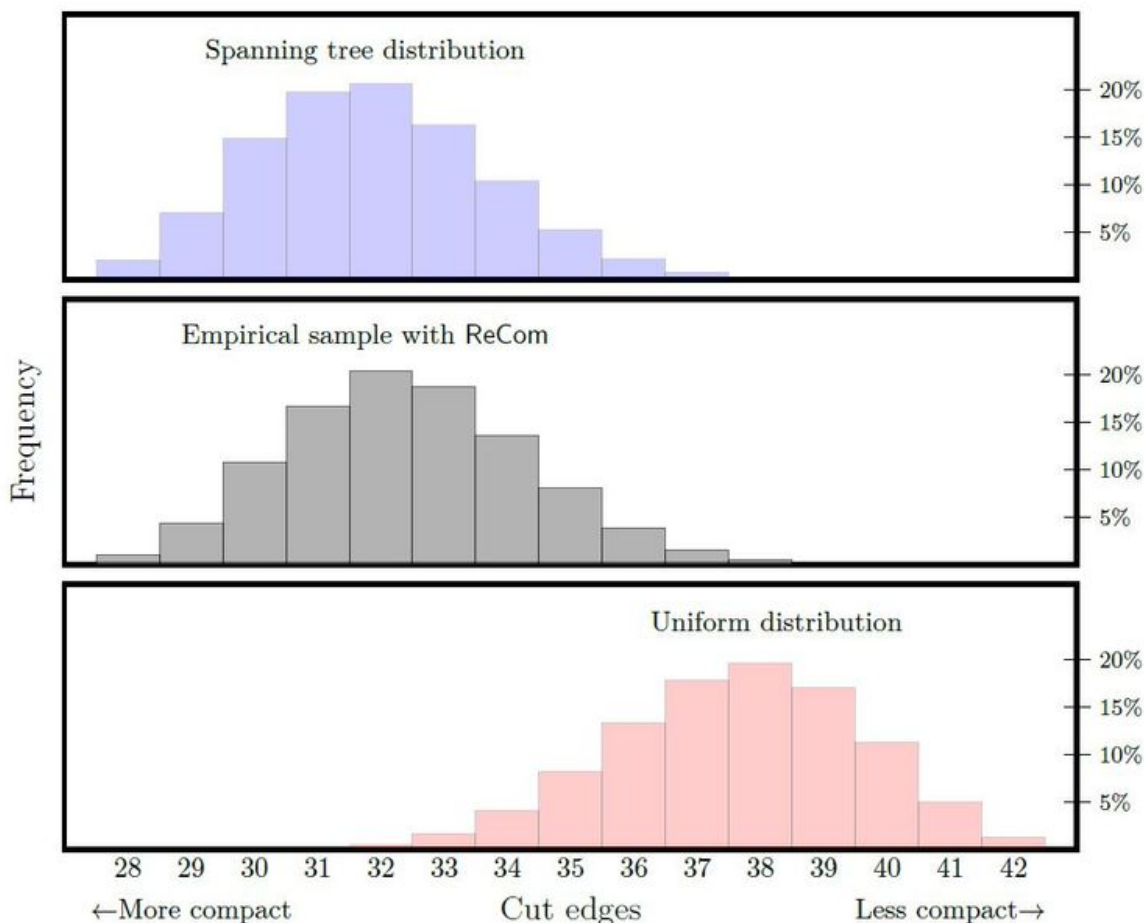 Spanning tree distribution
20%
15%
10%
5%
Empirical sample with ReCom
20%
15%
10%
5%
Frequency
Uniform distribution
20%
15%
10%
5%
28 29 30 31 32 33 34 35 36 37 38 39 40 41 42
←More compact Cut edges Less compact→